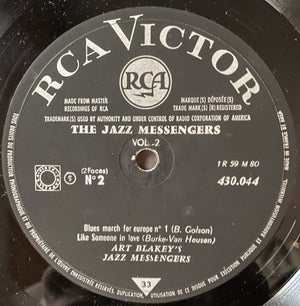 RCA VICTOR
RCA
MADE FROM MASTER
RECORDINGS OF RCA
MARQUE(S) DÉPOSÉE(S)
TRADE MARK(S) REGISTERED
TRADEMARK(S) USED BY AUTHORITY AND UNDER CONTROL OF RADIO CORPORATION OF AMERICA
THE JAZZ MESSENGERS
VOL. 2
1 R 59 M 80
(2 Faces)
N° 2
430.044
Blues march for europe n° 1 (B. Golson)
Like Someone in love (Burke-Van Heusen)
ART BLAKEY'S
JAZZ MESSENGERS
33